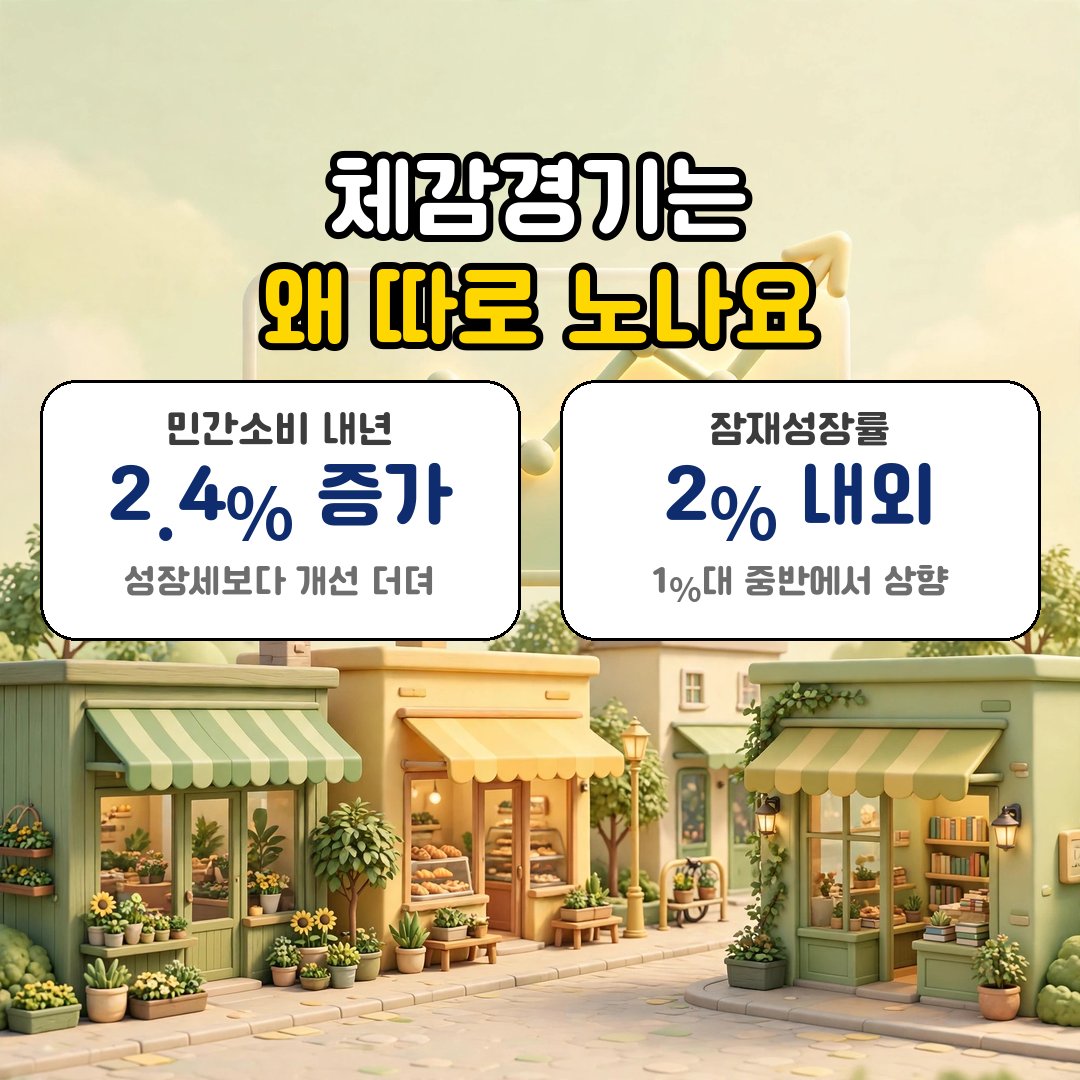 체감경기는
왜 따로 노나요
민간소비 내년
2.4% 증가
성장세보다 개선 더뎌
잠재성장률
2% 내외
1%대 중반에서 상향